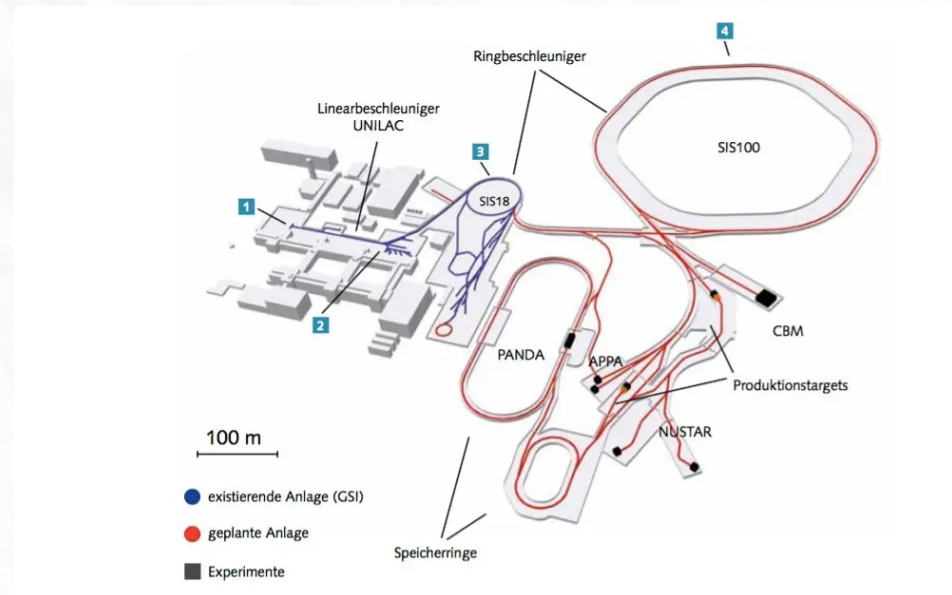 4
Ringbeschleuniger
Linearbeschleuniger
UNILAC
3
SIS100
SIS18
1
2
CBM
PANDA
APPA
Produktionstargets
NUSTAR
100 m
existierende Anlage (GSI)
geplante Anlage
Speicherringe
Experimente